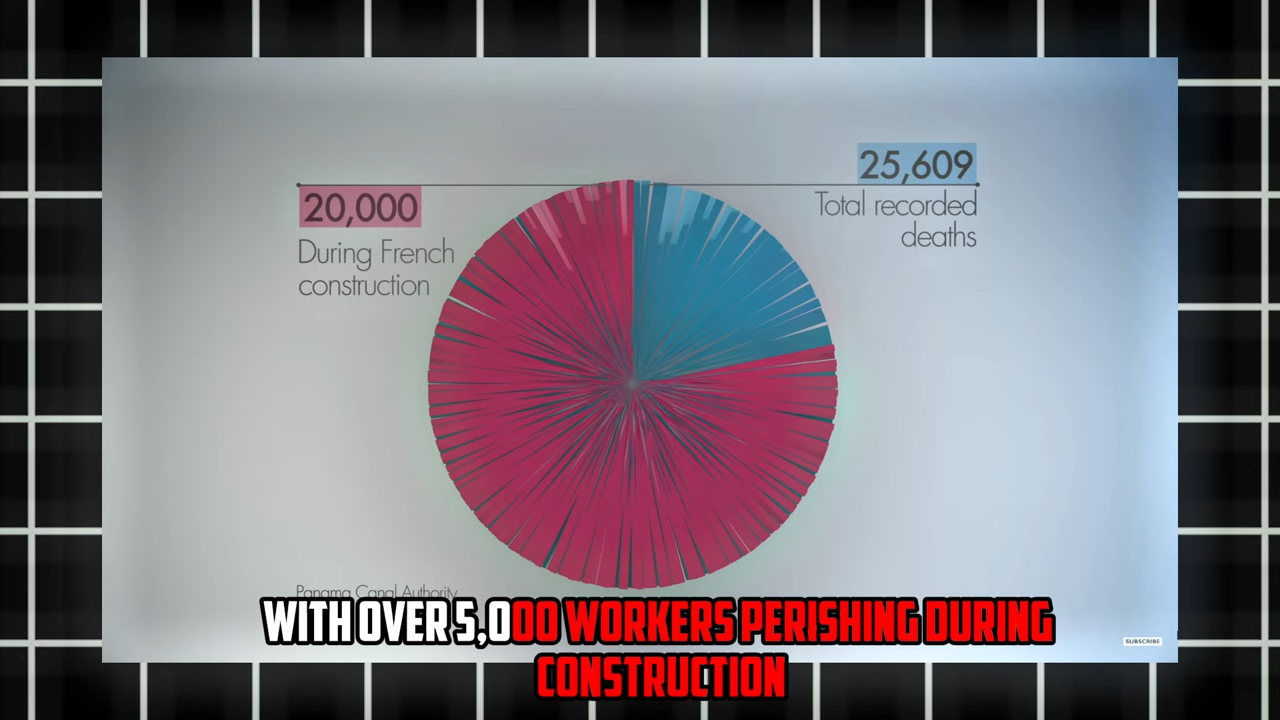 25,609
Total recorded
deaths
20,000
During French
construction
Panama Canal Authority
WITH OVER 5,000 WORKERS PERISHING DURING
CONSTRUCTION
SUBSCRIBE